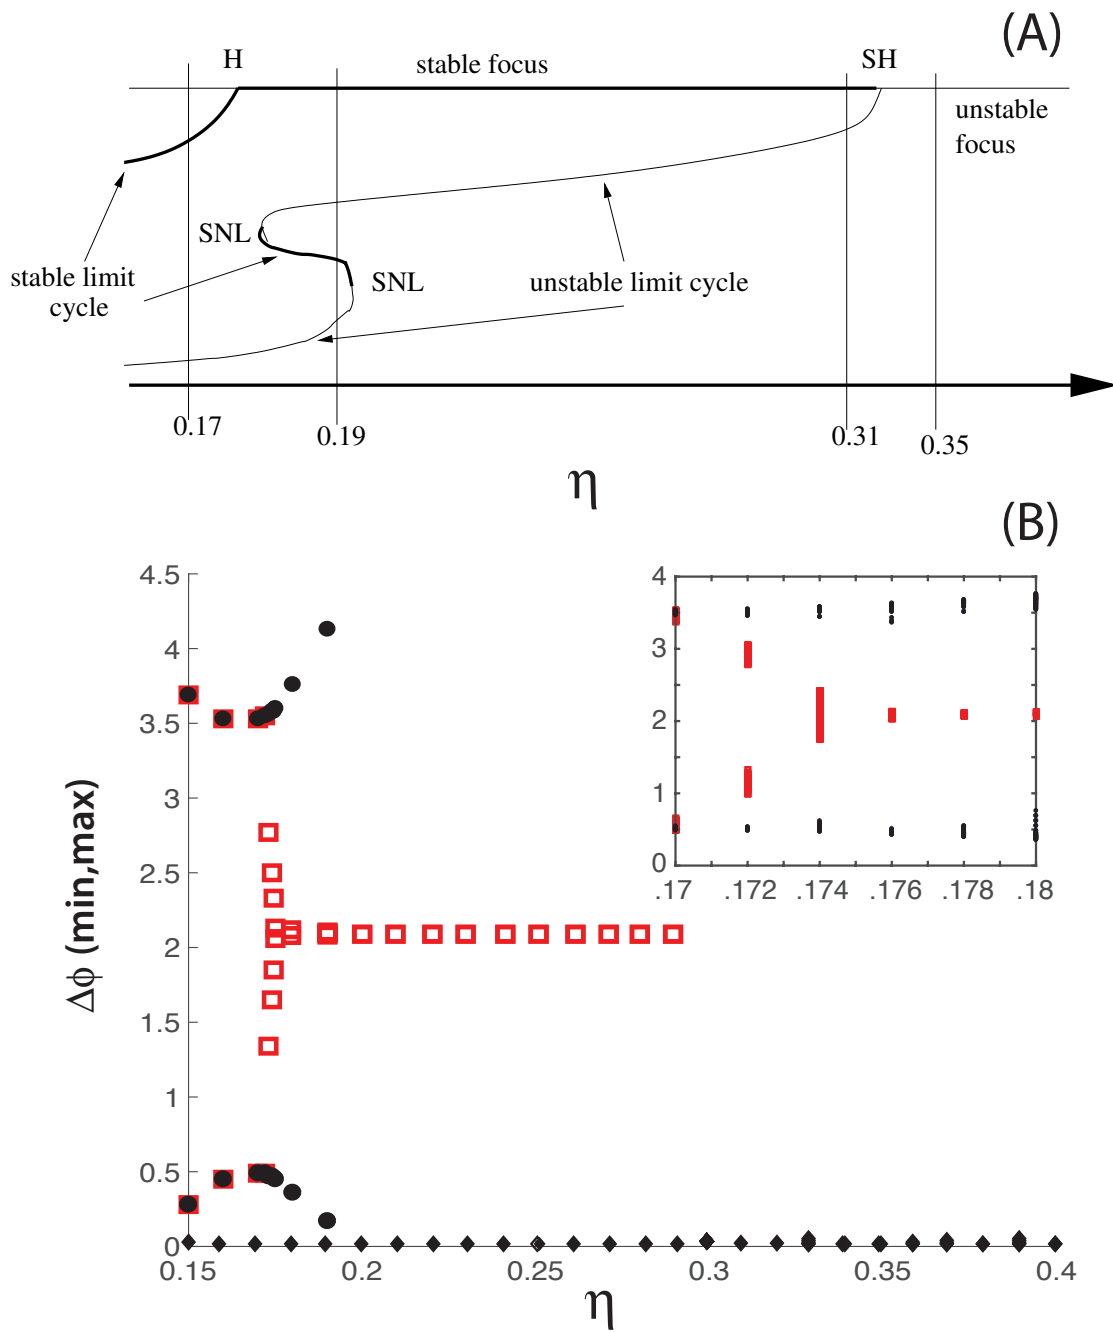 (A)
H
stable focus
SH
unstable
focus
SNL
stable limit
cycle
SNL
unstable limit cycle
0.17
0.19
0.31
0.35
η
(B)
4.5
4
3.5
3
2.5
2
1.5
1
0.5
0
Δϕ (min,max)
4
3
2
1
0
.17
.172
.174
.176
.178
.18
0.15
0.2
0.25
0.3
0.35
0.4
η